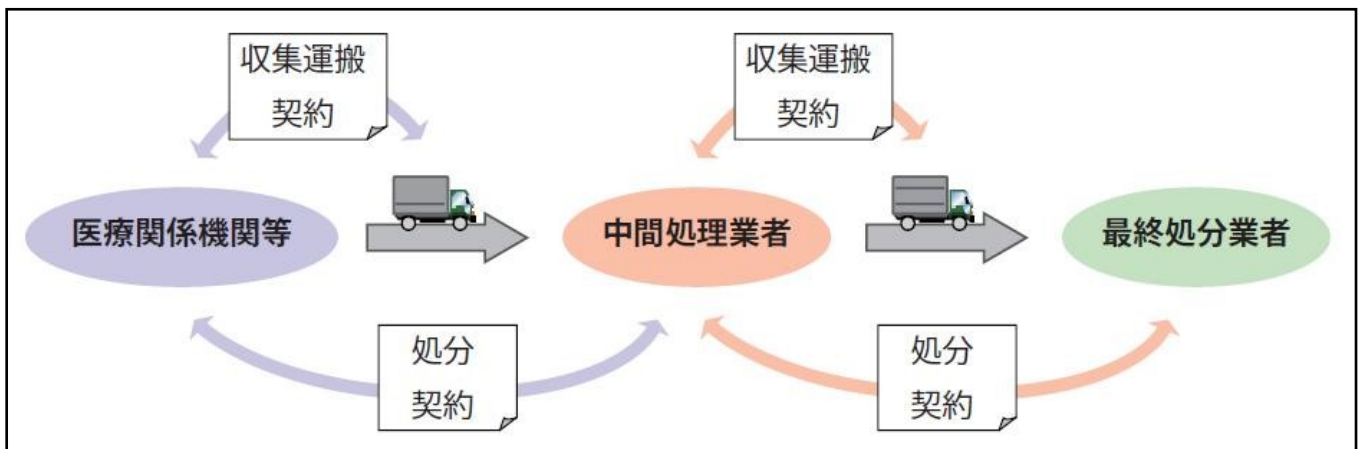 収集運搬
契約
収集運搬
契約
医療関係機関等
中間処理業者
最終処分業者
処分
契約
処分
契約